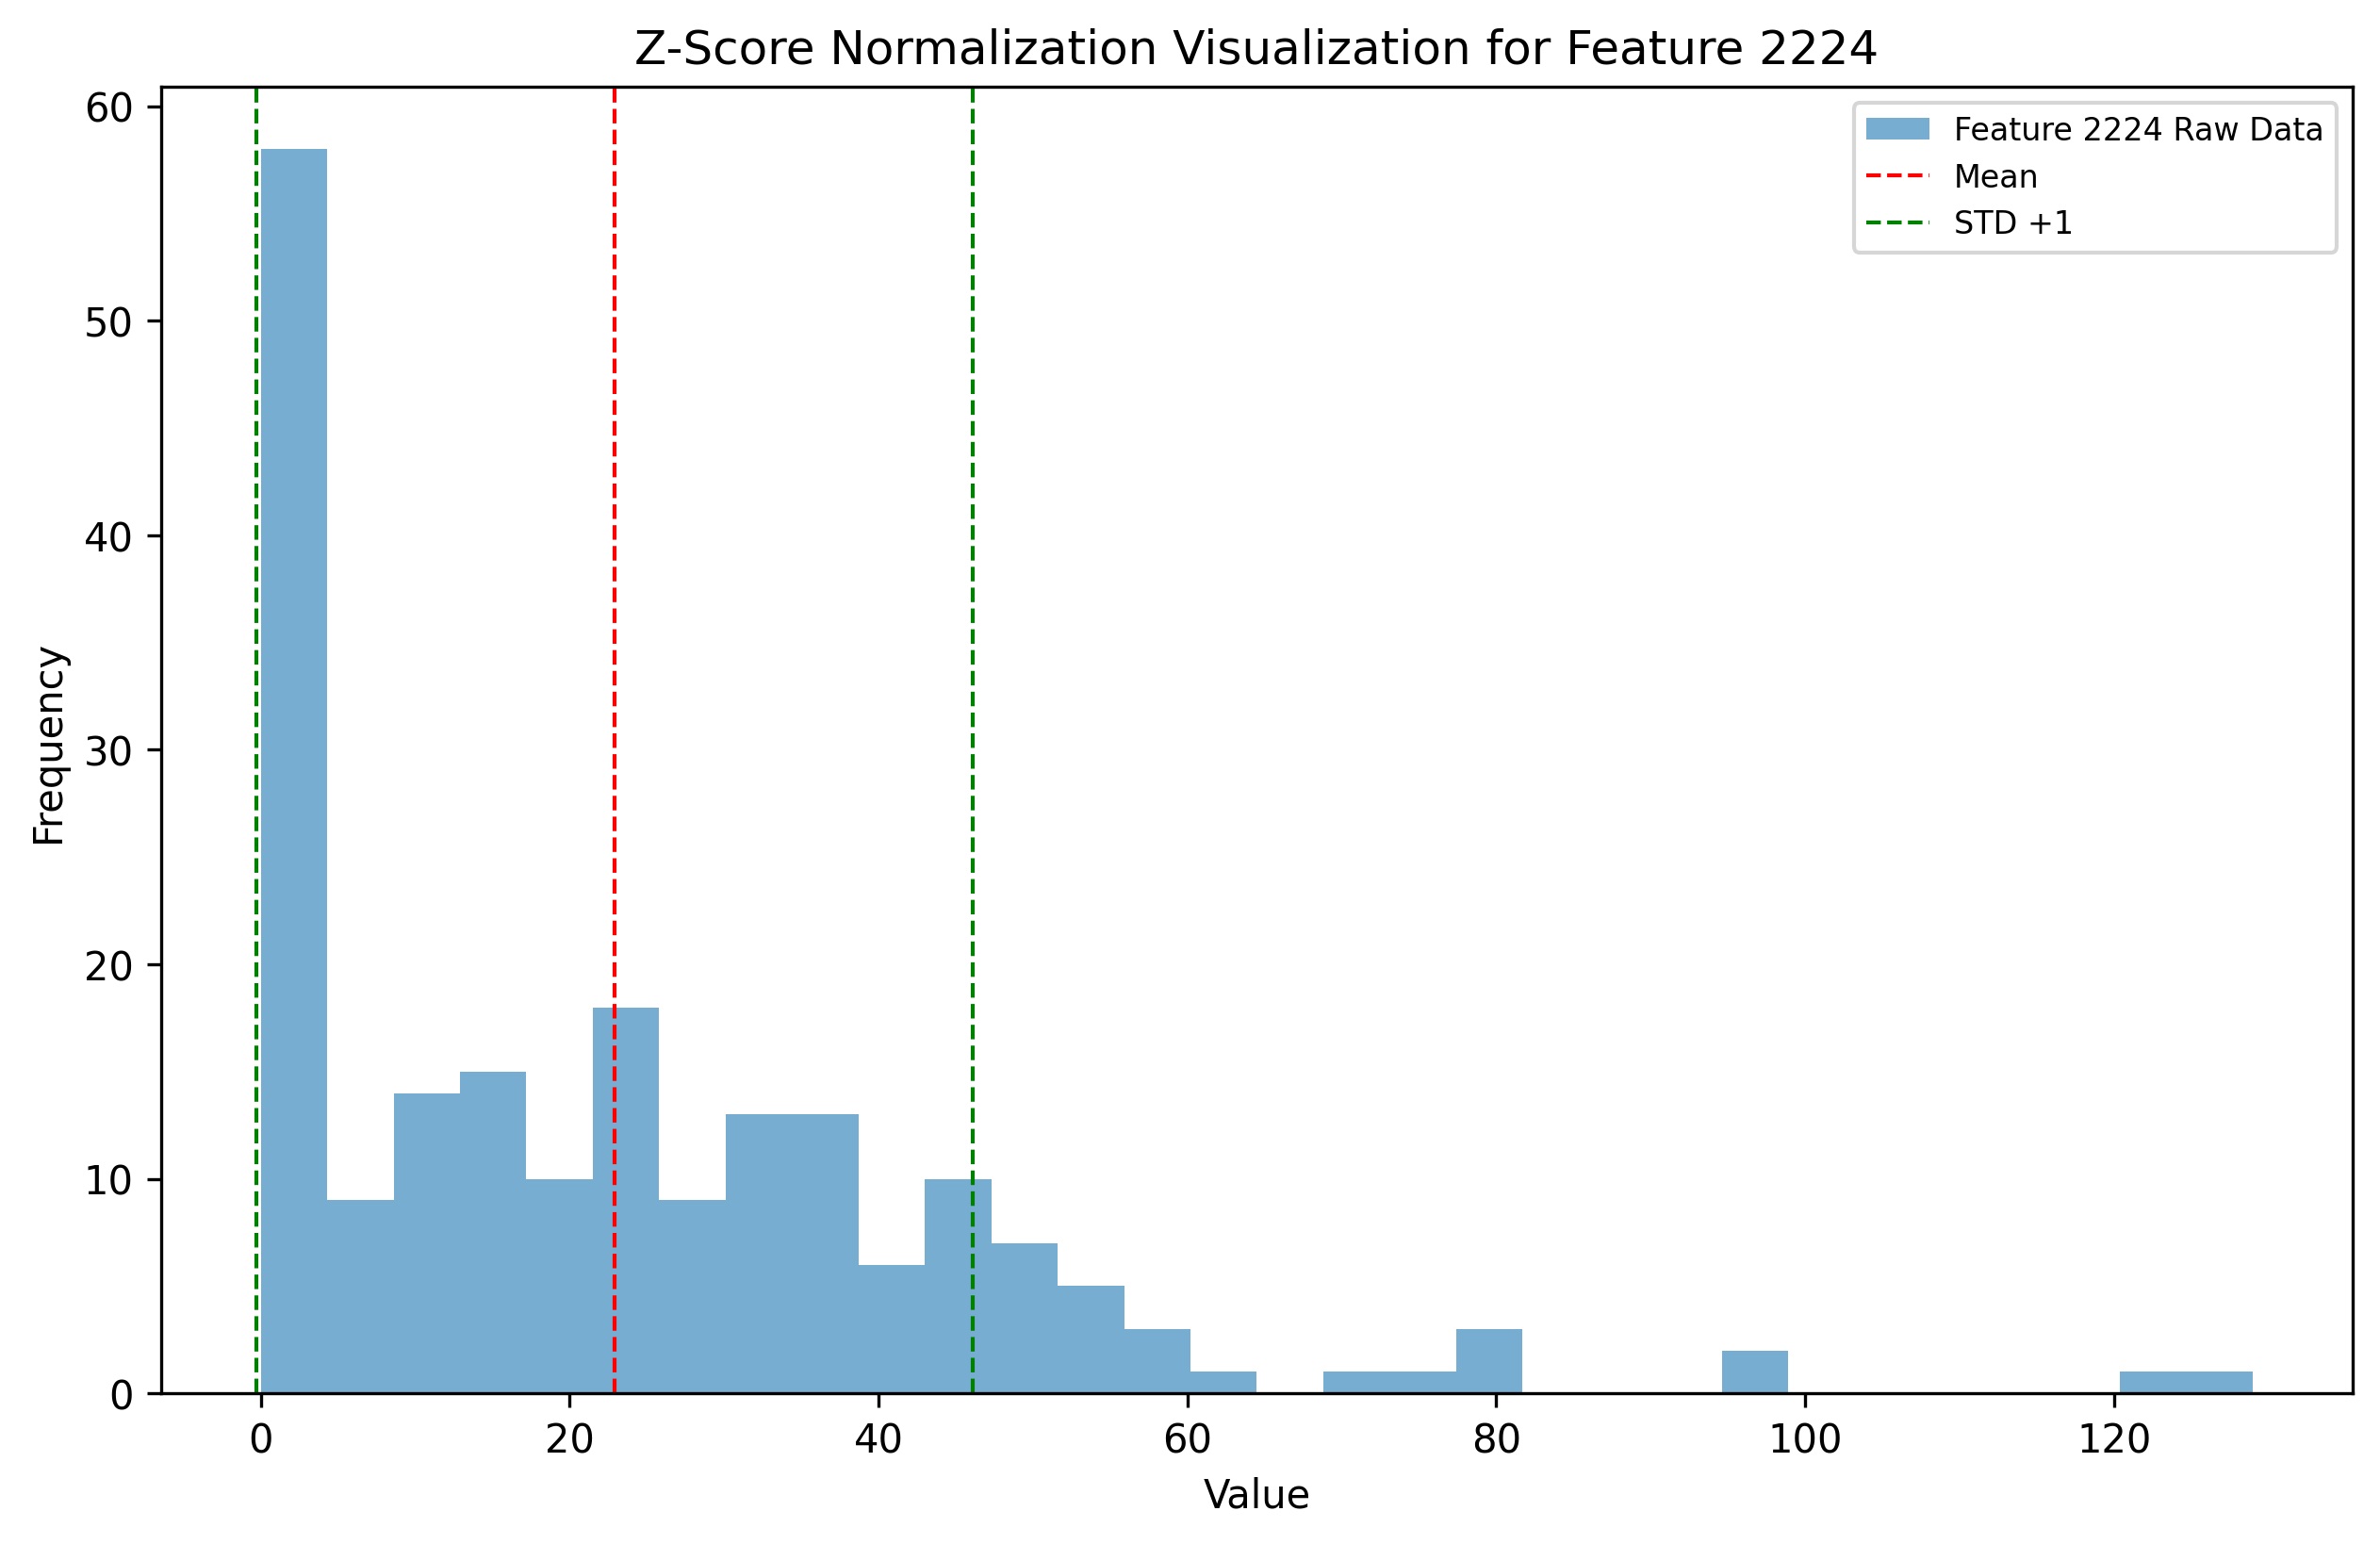 Z-Score Normalization Visualization for Feature 2224
Feature 2224 Raw Data
Mean
STD +1
60
50
40
30
20
10
0
Frequency
0 20 40 60 80 100 120
Value